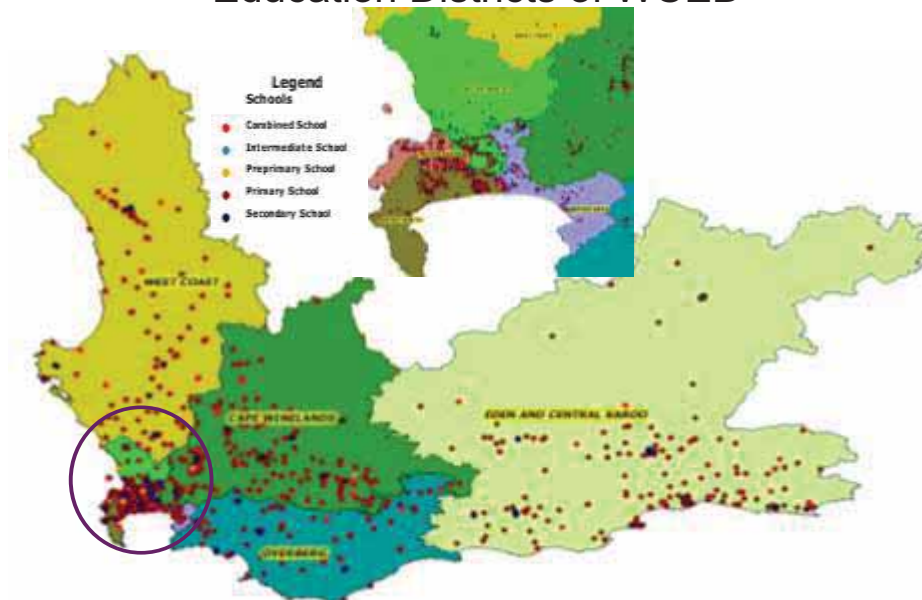 Education Districts of WCED
Legend
Schools
Combined School
Intermediate School
Preprimary School
Primary School
Secondary School
WEST COAST
CAPE WINELANDS
EDEN AND CENTRAL KAROO
OVERBERG